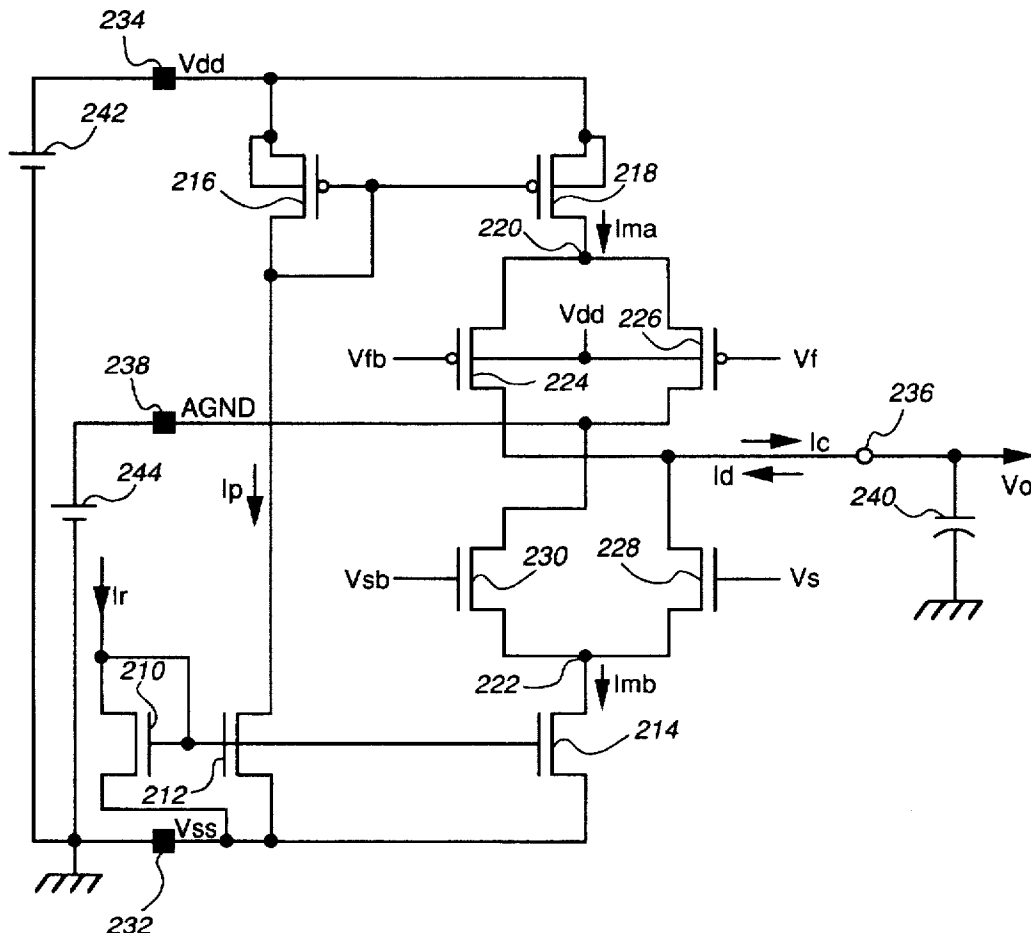 234
Vdd
242
216
218
220
Ima
Vdd
226
Vfb
Vf
224
238
AGND
236
Ic
Id
Vo
244
Ip
240
Vsb
230
228
Vs
Ir
210
222
Imb
214
212
Vss
232